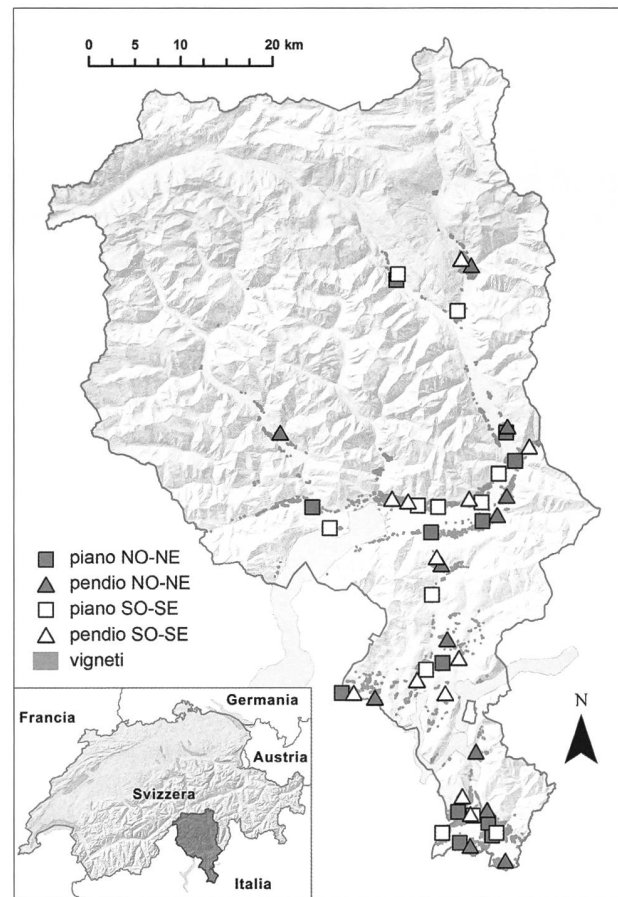 0 5 10 20 km
piano NO-NE
pendio NO-NE
piano SO-SE
pendio SO-SE
vigneti
N
Francia
Germania
Austria
Svizzera
Italia